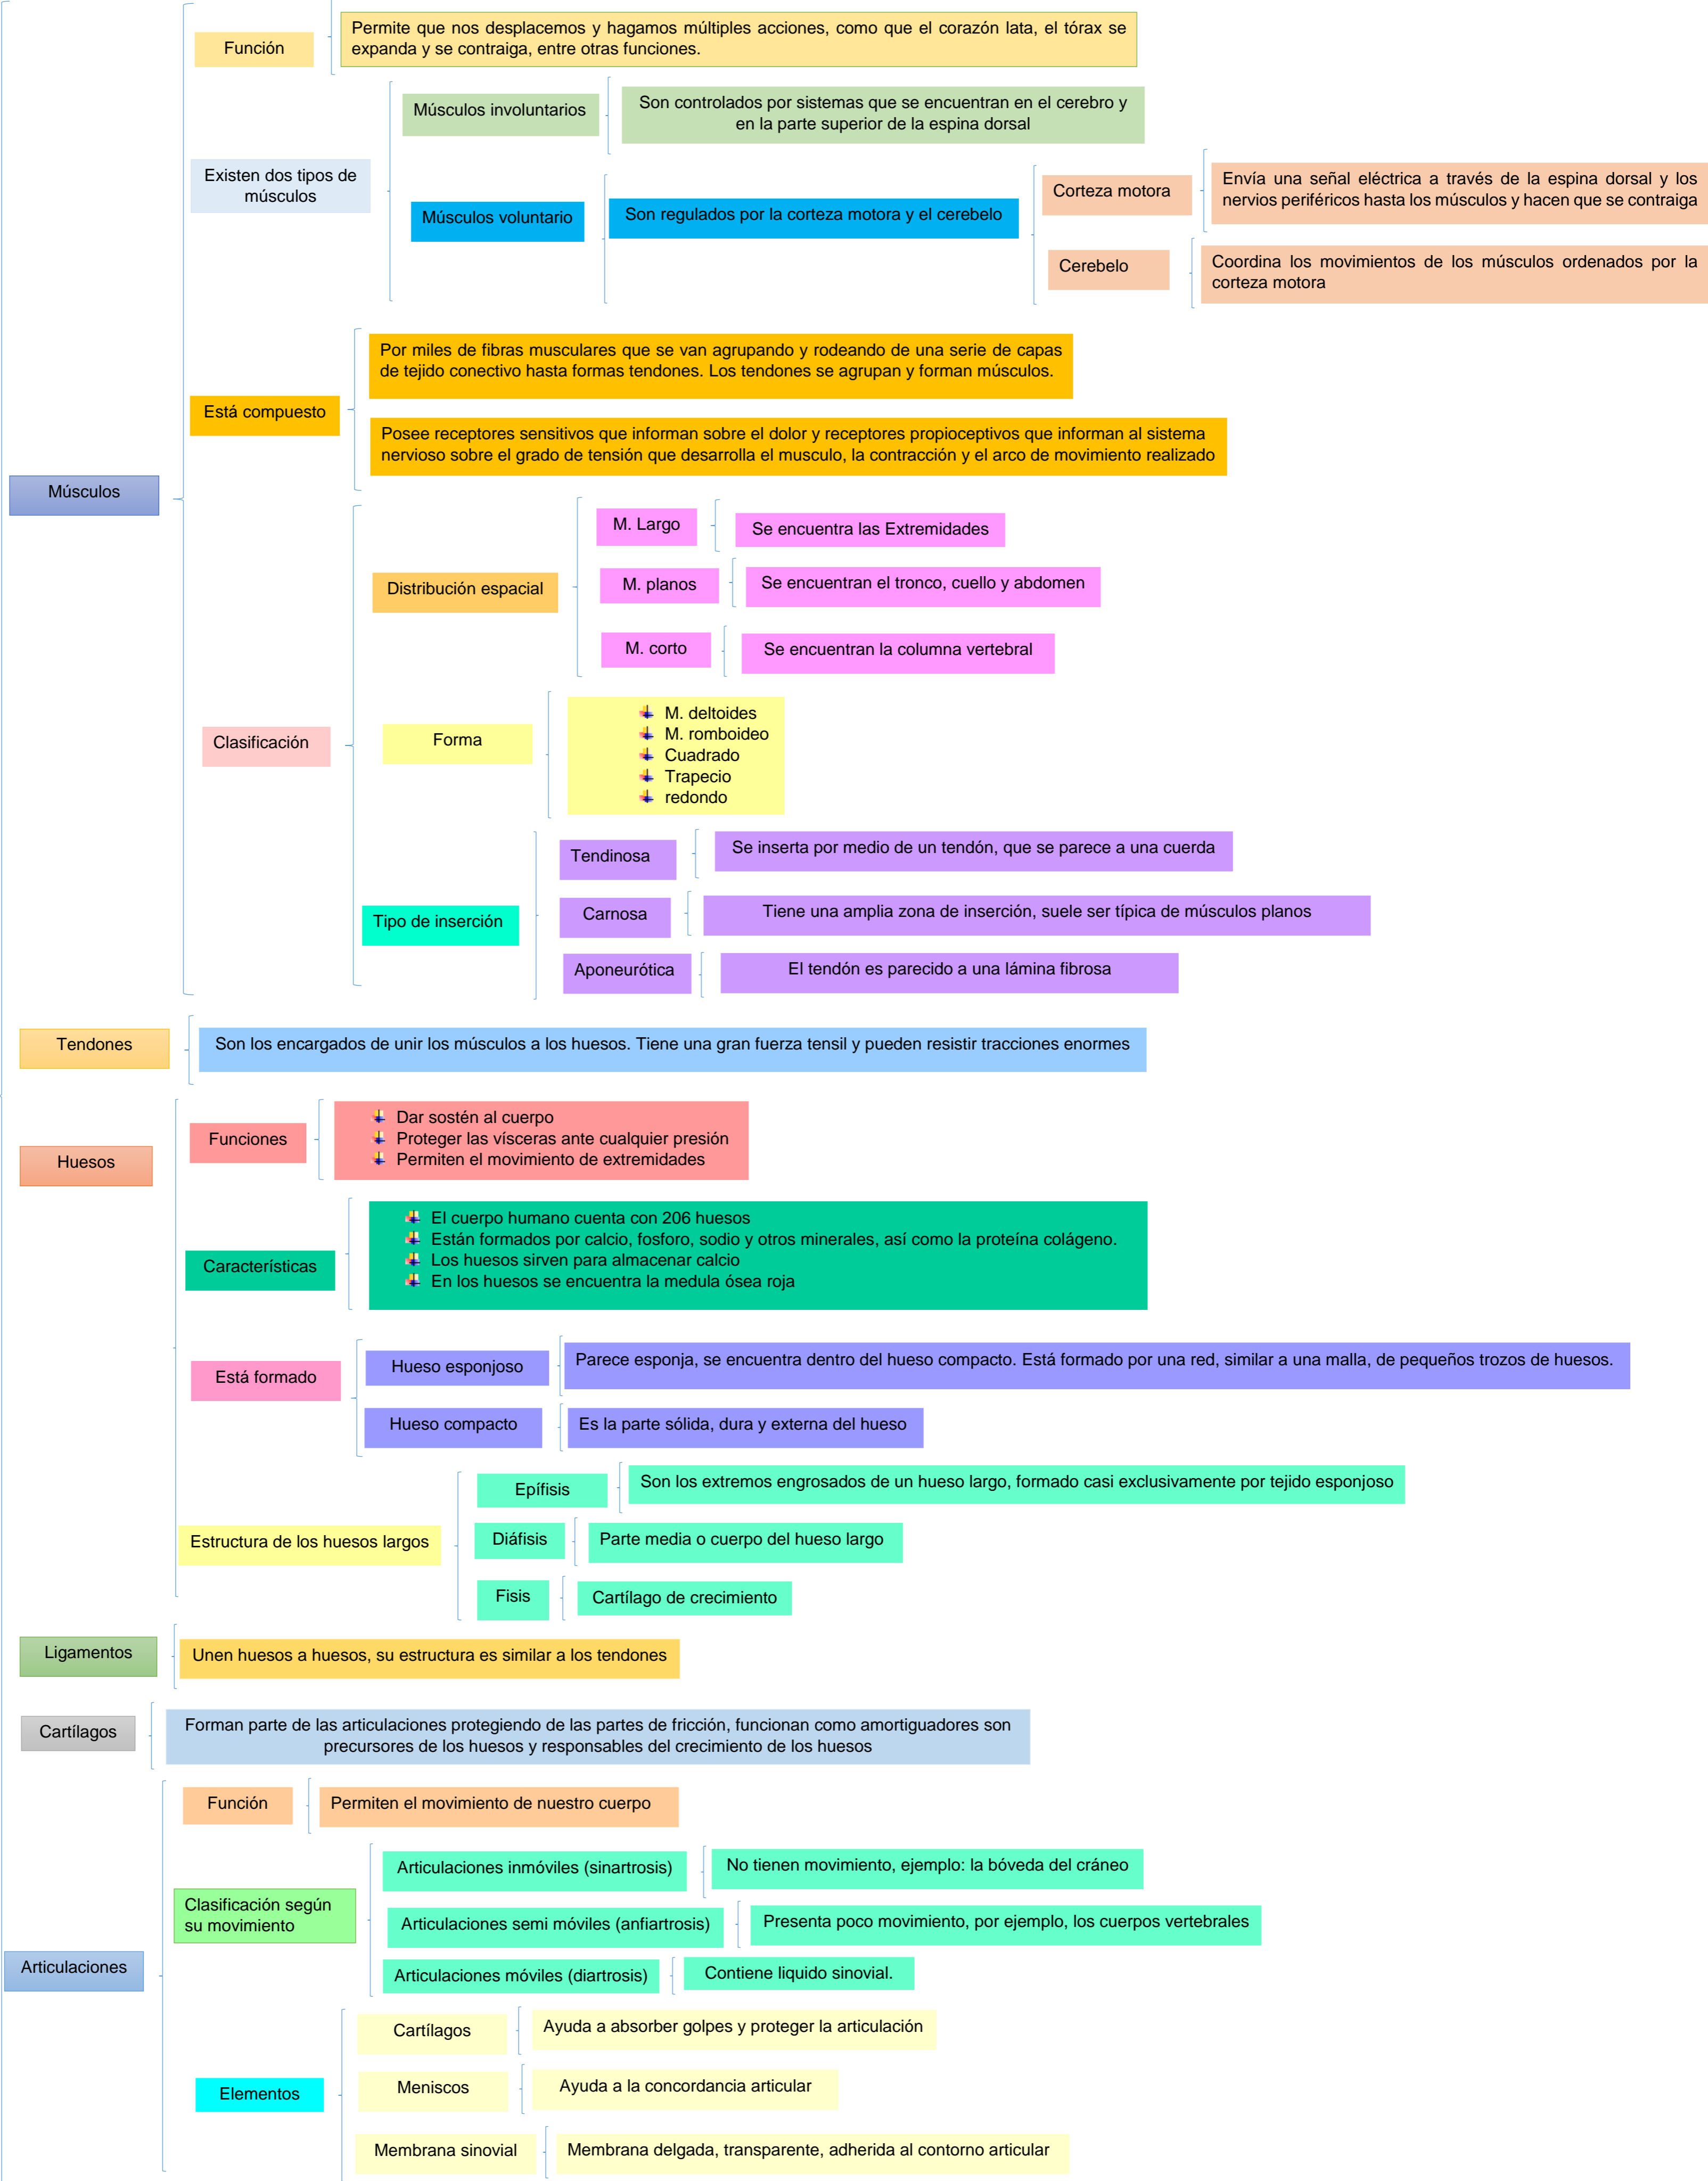 Función
Permite que nos desplacemos y hagamos múltiples acciones, como que el corazón lata, el tórax se
expanda y se contraiga, entre otras funciones.
Existen dos tipos de
músculos
Músculos involuntarios
Son controlados por sistemas que se encuentran en el cerebro y
en la parte superior de la espina dorsal
Músculos voluntario
Son regulados por la corteza motora y el cerebelo
Corteza motora
Envía una señal eléctrica a través de la espina dorsal y los
nervios periféricos hasta los músculos y hacen que se contraiga
Cerebelo
Coordina los movimientos de los músculos ordenados por la
corteza motora
Está compuesto
Por miles de fibras musculares que se van agrupando y rodeando de una serie de capas
de tejido conectivo hasta formas tendones. Los tendones se agrupan y forman músculos.
Posee receptores sensitivos que informan sobre el dolor y receptores propioceptivos que informan al sistema
nervioso sobre el grado de tensión que desarrolla el musculo, la contracción y el arco de movimiento realizado
Músculos
Clasificación
Distribución espacial
M. Largo
Se encuentra las Extremidades
M. planos
Se encuentran el tronco, cuello y abdomen
M. corto
Se encuentran la columna vertebral
Forma
M. deltoides
M. romboideo
Cuadrado
Trapecio
redondo
Tipo de inserción
Tendinosa
Se inserta por medio de un tendón, que se parece a una cuerda
Carnosa
Tiene una amplia zona de inserción, suele ser típica de músculos planos
Aponeurótica
El tendón es parecido a una lámina fibrosa
Tendones
Son los encargados de unir los músculos a los huesos. Tiene una gran fuerza tensil y pueden resistir tracciones enormes
Huesos
Funciones
Dar sostén al cuerpo
Proteger las vísceras ante cualquier presión
Permiten el movimiento de extremidades
Características
El cuerpo humano cuenta con 206 huesos
Están formados por calcio, fosforo, sodio y otros minerales, así como la proteína colágeno.
Los huesos sirven para almacenar calcio
En los huesos se encuentra la medula ósea roja
Está formado
Hueso esponjoso
Parece esponja, se encuentra dentro del hueso compacto. Está formado por una red, similar a una malla, de pequeños trozos de huesos.
Hueso compacto
Es la parte sólida, dura y externa del hueso
Estructura de los huesos largos
Epífisis
Son los extremos engrosados de un hueso largo, formado casi exclusivamente por tejido esponjoso
Diáfisis
Parte media o cuerpo del hueso largo
Fisis
Cartílago de crecimiento
Ligamentos
Unen huesos a huesos, su estructura es similar a los tendones
Cartílagos
Forman parte de las articulaciones protegiendo de las partes de fricción, funcionan como amortiguadores son
precursores de los huesos y responsables del crecimiento de los huesos
Articulaciones
Función
Permiten el movimiento de nuestro cuerpo
Clasificación según
su movimiento
Articulaciones inmóviles (sinartrosis)
No tienen movimiento, ejemplo: la bóveda del cráneo
Articulaciones semi móviles (anfiartrosis)
Presenta poco movimiento, por ejemplo, los cuerpos vertebrales
Articulaciones móviles (diartrosis)
Contiene liquido sinovial.
Elementos
Cartílagos
Ayuda a absorber golpes y proteger la articulación
Meniscos
Ayuda a la concordancia articular
Membrana sinovial
Membrana delgada, transparente, adherida al contorno articular